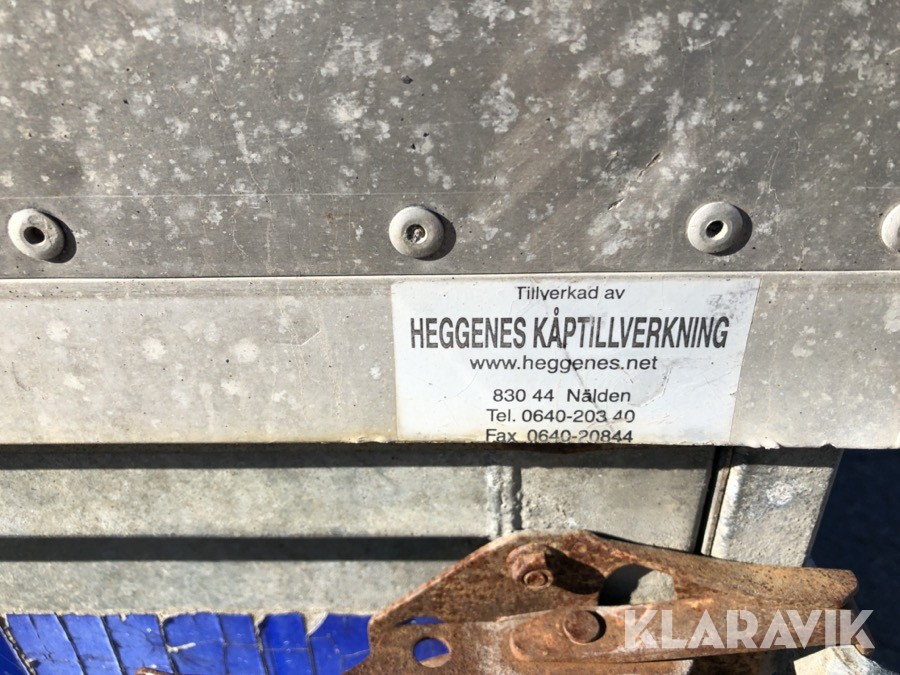 Tillverkad av
HEGGENES KÅPTILLVERKNING
www.heggenes.net
830 44 Nälden
Tel. 0640-203 40
Fax 0640-20844
KLARAVIK